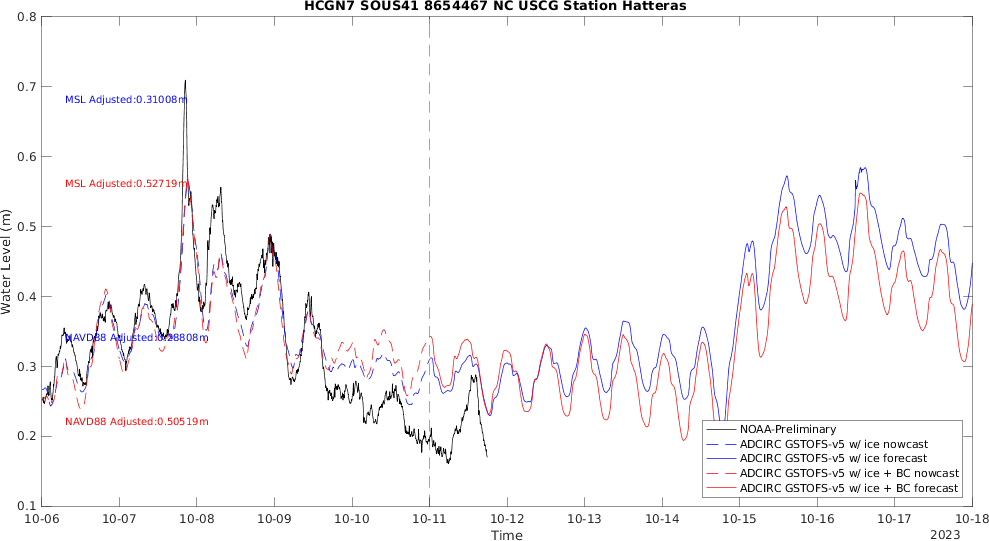 HCGN7 SOUS41 8654467 NC USCG Station Hatteras
0.8
0.7
0.6
0.5
0.4
0.3
0.2
0.1
Water Level (m)
MSL Adjusted:0.31008m
MSL Adjusted:0.52719m
NAVD88 Adjusted:0.28808m
NAVD88 Adjusted:0.50519m
NOAA-Preliminary
ADCIRC GSTOFS-v5 w/ ice nowcast
ADCIRC GSTOFS-v5 w/ ice forecast
ADCIRC GSTOFS-v5 w/ ice + BC nowcast
ADCIRC GSTOFS-v5 w/ ice + BC forecast
10-06 10-07 10-08 10-09 10-10 10-11 10-12 10-13 10-14 10-15 10-16 10-17 10-18
Time
2023